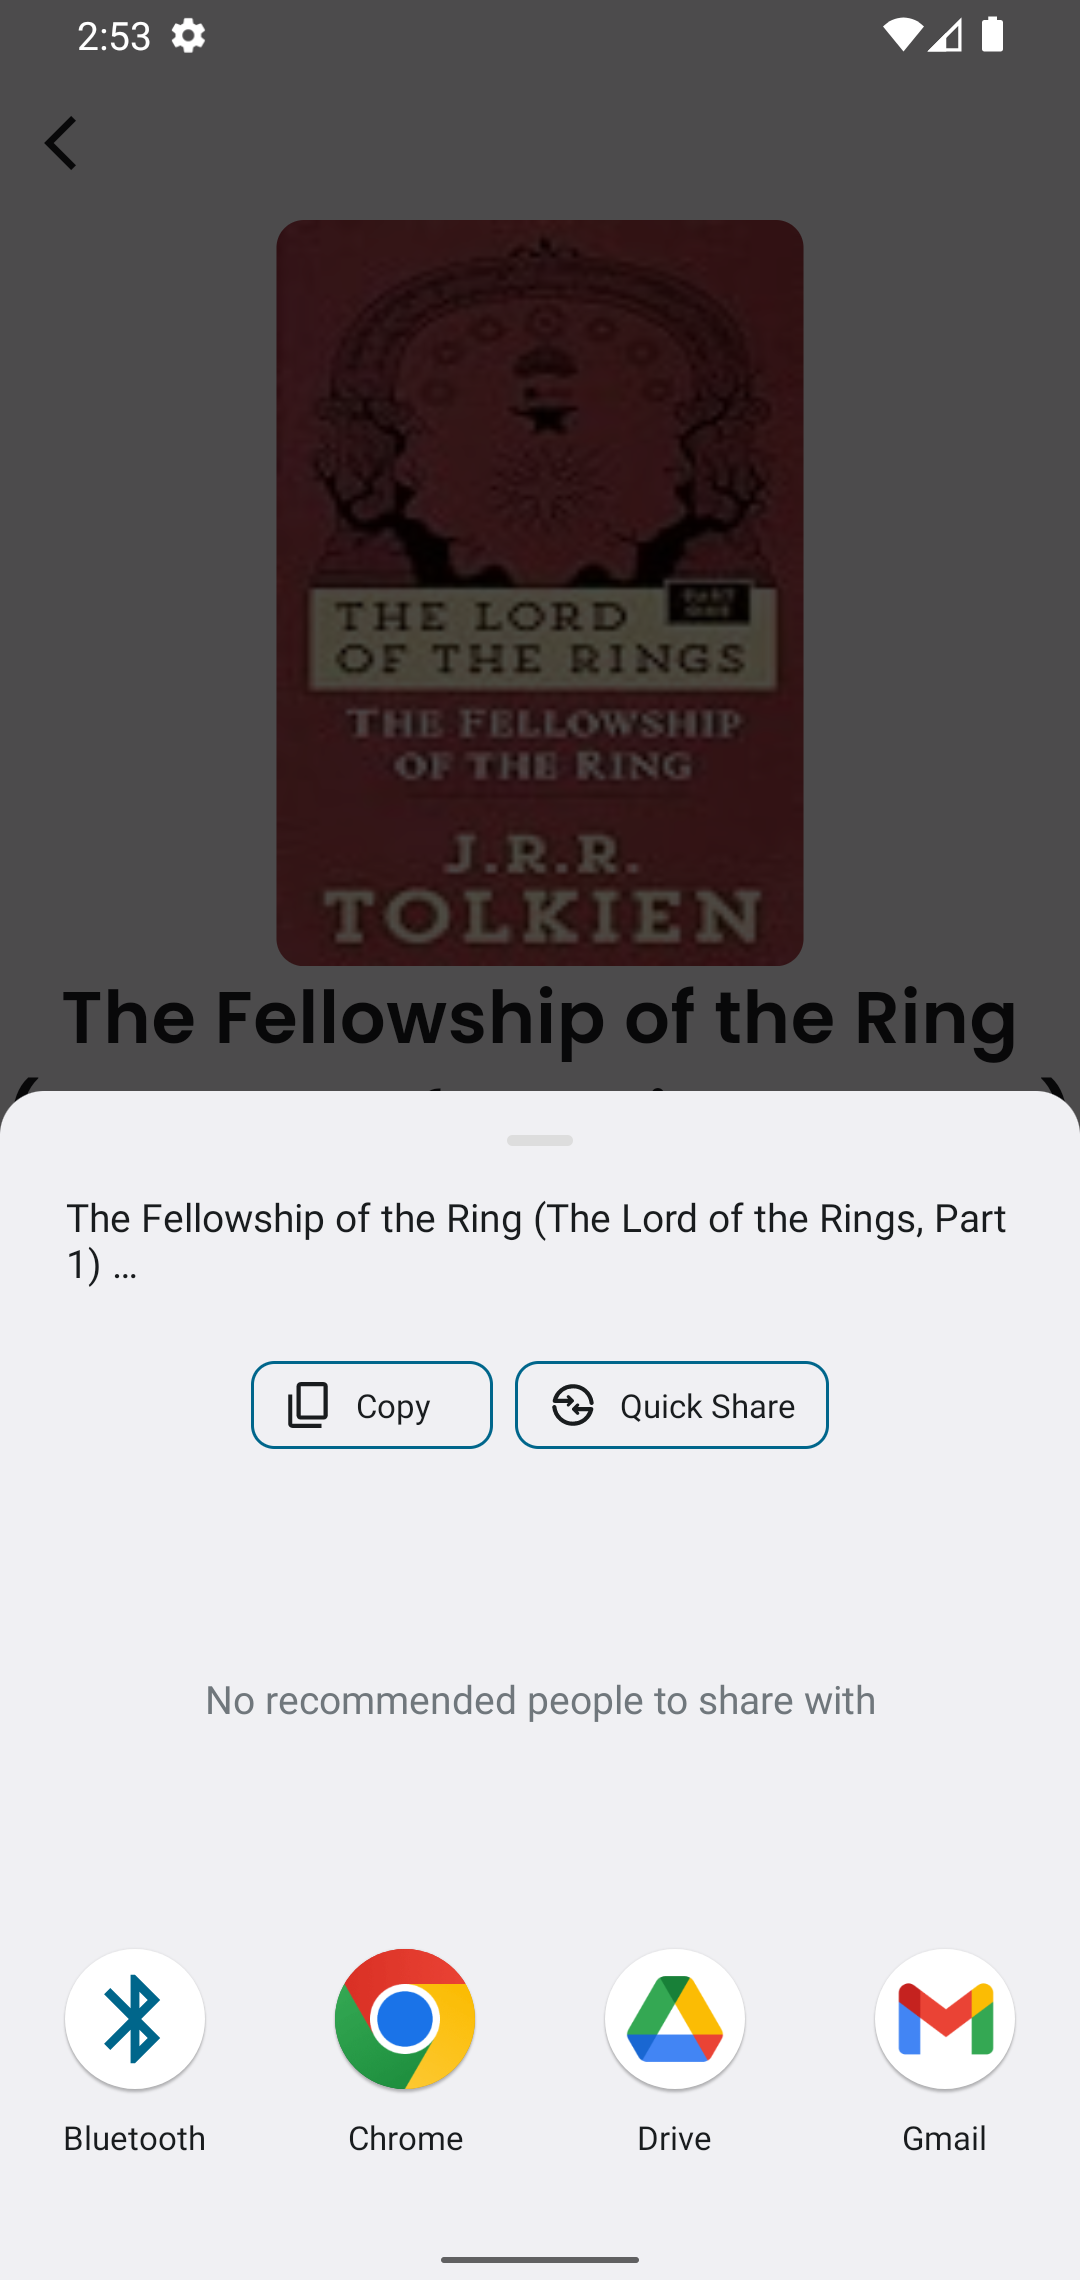 2:53
THE LORD
OF THE RINGS
THE FELLOWSHIP
OF THE RING
J.R.R.
TOLKIEN
The Fellowship of the Ring
The Fellowship of the Ring (The Lord of the Rings, Part
1) ...
Copy
Quick Share
No recommended people to share with
Bluetooth
Chrome
Drive
Gmail